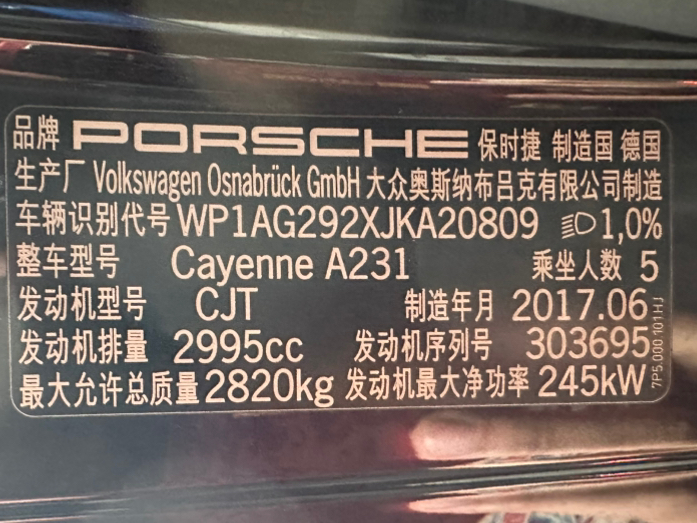 品牌 PORSCHE 保时捷 制造国 德国
生产厂 Volkswagen Osnabrück GmbH 大众奥斯纳布吕克有限公司制造
车辆识别代号 WP1AG292XJKA20809 1,0%
整车型号 Cayenne A231 乘坐人数 5
发动机型号 CJT 制造年月 2017.06
发动机排量 2995cc 发动机序列号 303695
最大允许总质量 2820kg 发动机最大净功率 245kW
7P5.000 101 HJ